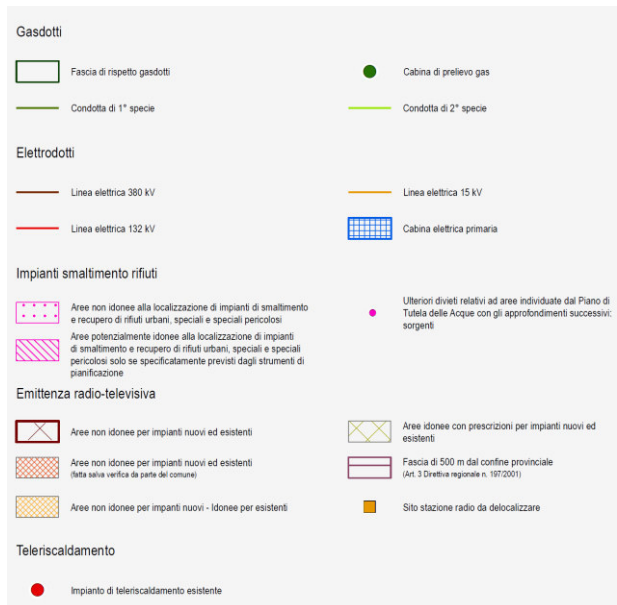 Gasdotti
Fascia di rispetto gasdotti
Cabina di prelievo gas
Condotta di 1° specie
Condotta di 2° specie
Elettrodotti
Linea elettrica 380 kV
Linea elettrica 15 kV
Linea elettrica 132 kV
Cabina elettrica primaria
Impianti smaltimento rifiuti
Aree non idonee alla localizzazione di impianti di smaltimento
e recupero di rifiuti urbani, speciali e speciali pericolosi
Ulteriori divieti relativi ad aree individuate dal Piano di
Tutela delle Acque con gli approfondimenti successivi:
sorgenti
Aree potenzialmente idonee alla localizzazione di impianti
di smaltimento e recupero di rifiuti urbani, speciali e speciali
pericolosi solo se specificatamente previsti dagli strumenti di
pianificazione
Emittenza radio-televisiva
Aree non idonee per impianti nuovi ed esistenti
Aree idonee con prescrizioni per impianti nuovi ed
esistenti
Aree non idonee per impianti nuovi ed esistenti
(fatta salva verifica da parte del comune)
Fascia di 500 m dal confine provinciale
(Art. 3 Direttiva regionale n. 197/2001)
Aree non idonee per impianti nuovi - Idonee per esistenti
Sito stazione radio da delocalizzare
Teleriscaldamento
Impianto di teleriscaldamento esistente